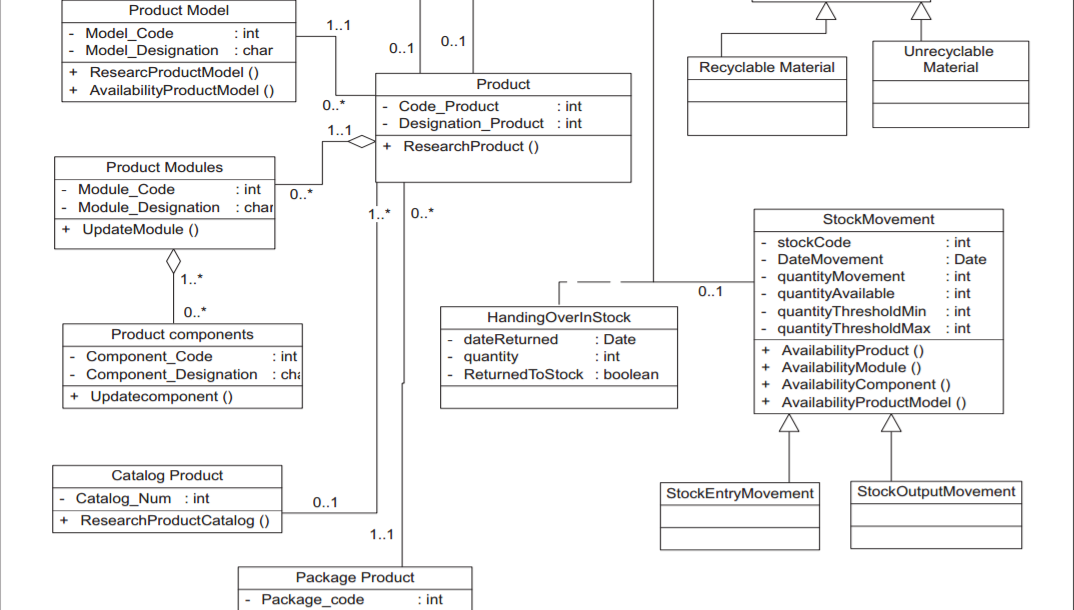 Product Model
- Model_Code : int
- Model_Designation : char
+ ResearcProductModel ()
+ AvailabilityProductModel ()
1..1
0..1
0..1
0..*
Product
- Code_Product : int
- Designation_Product : int
+ ResearchProduct ()
1..1
0..*
1..*
0..*
Recyclable Material
Unrecyclable
Material
Product Modules
- Module_Code : int
- Module_Designation : char
+ UpdateModule ()
1..*
0..*
Product components
- Component_Code : int
- Component_Designation : cha
+ Updatecomponent ()
StockMovement
- stockCode : int
- DateMovement : Date
- quantityMovement : int
- quantityAvailable : int
- quantityThresholdMin : int
- quantityThresholdMax : int
+ AvailabilityProduct ()
+ AvailabilityModule ()
+ AvailabilityComponent ()
+ AvailabilityProductModel ()
0..1
HandingOverInStock
- dateReturned : Date
- quantity : int
- ReturnedToStock : boolean
Catalog Product
- Catalog_Num : int
+ ResearchProductCatalog ()
0..1
1..1
StockEntryMovement
StockOutputMovement
Package Product
- Package_code : int